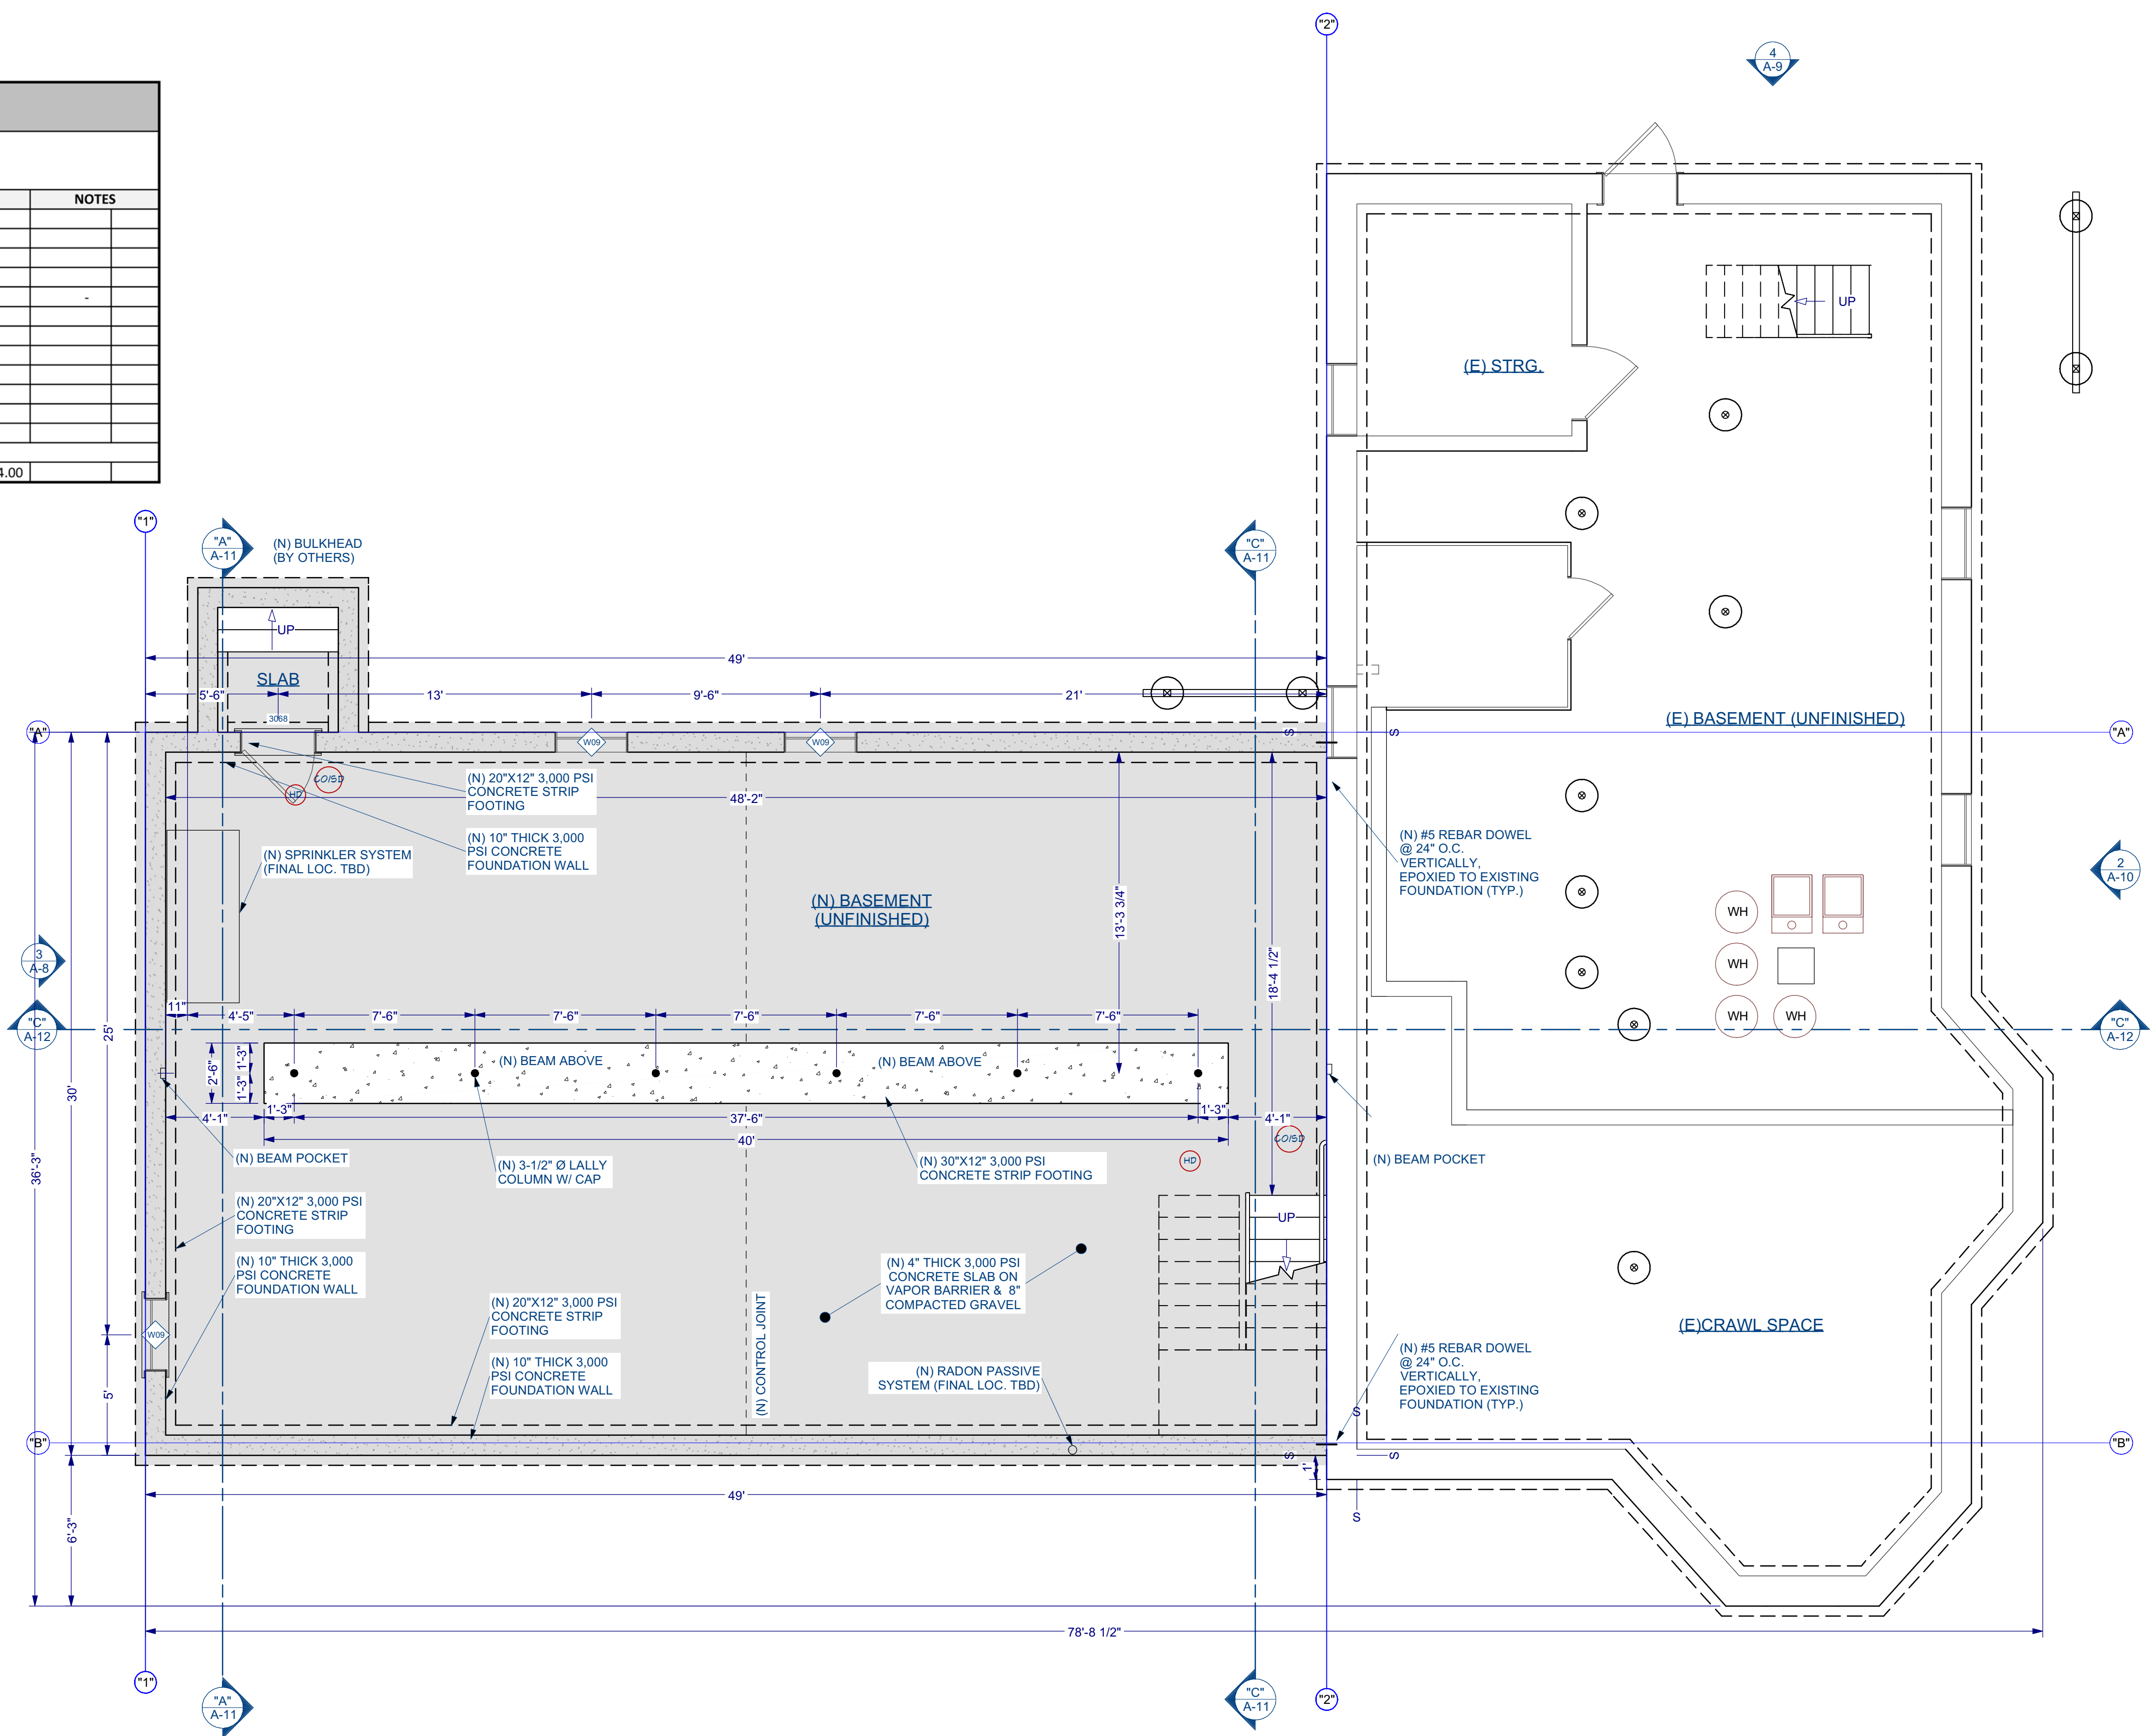 "2"
4
A-9
NOTES
-
4.00
UP
(E) STRG.
"1"
"A"
A-11
(N) BULKHEAD
(BY OTHERS)
"C"
A-11
UP
SLAB
49'
5'-6"
13'
9'-6"
21'
3068
(E) BASEMENT (UNFINISHED)
"A"
"A"
W09
W09
S
S
CO/SD
HD
(N) 20"X12" 3,000 PSI
CONCRETE STRIP
FOOTING
48'-2"
(N) 10" THICK 3,000
PSI CONCRETE
FOUNDATION WALL
(N) #5 REBAR DOWEL
@ 24" O.C.
VERTICALLY,
EPOXIED TO EXISTING
FOUNDATION (TYP.)
(N) SPRINKLER SYSTEM
(FINAL LOC. TBD)
2
A-10
(N) BASEMENT
(UNFINISHED)
13'-3 3/4"
18'-4 1/2"
WH
WH
WH
WH
3
A-8
"C"
A-12
"C"
A-12
11"
4'-5"
7'-6"
7'-6"
7'-6"
7'-6"
7'-6"
25'
30'
36'-3"
2'-6"
1'-3"
1'-3"
(N) BEAM ABOVE
(N) BEAM ABOVE
4'-1"
1'-3"
37'-6"
1'-3"
4'-1"
40'
CO/SD
HD
(N) BEAM POCKET
(N) 3-1/2" Ø LALLY
COLUMN W/ CAP
(N) 30"X12" 3,000 PSI
CONCRETE STRIP FOOTING
(N) BEAM POCKET
(N) 20"X12" 3,000 PSI
CONCRETE STRIP
FOOTING
UP
(N) 10" THICK 3,000
PSI CONCRETE
FOUNDATION WALL
(N) 4" THICK 3,000 PSI
CONCRETE SLAB ON
VAPOR BARRIER & 8"
COMPACTED GRAVEL
(N) 20"X12" 3,000 PSI
CONCRETE STRIP
FOOTING
(N) CONTROL JOINT
W09
(E)CRAWL SPACE
(N) #5 REBAR DOWEL
@ 24" O.C.
VERTICALLY,
EPOXIED TO EXISTING
FOUNDATION (TYP.)
(N) 10" THICK 3,000
PSI CONCRETE
FOUNDATION WALL
(N) RADON PASSIVE
SYSTEM (FINAL LOC. TBD)
5'
S
"B"
"B"
S
S
1'
49'
S
6'-3"
78'-8 1/2"
"1"
"A"
A-11
"C"
A-11
"2"